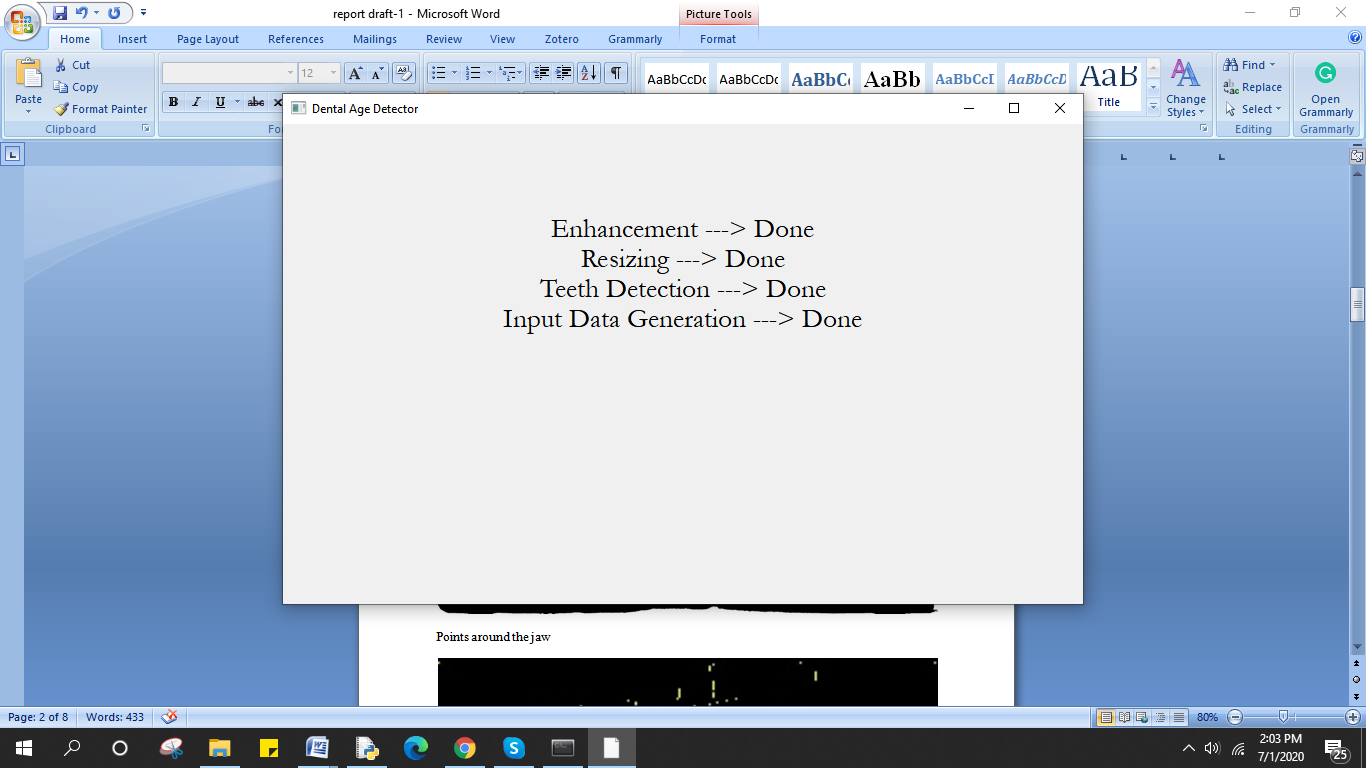 report draft-1 - Microsoft Word
Picture Tools
Home Insert Page Layout References Mailings Review View Zotero Grammarly Format
Paste
Cut
Copy
Format Painter
Clipboard
12
B I U abc
AaBbCcDc AaBbCcDc AaBbC AaBb AaBbCcI AaBbCcD AaB
Title
Change Styles
Find
Replace
Select
Editing
Open Grammarly
Grammarly
Dental Age Detector
Enhancement ---> Done
Resizing ---> Done
Teeth Detection ---> Done
Input Data Generation ---> Done
Points around the jaw
Page: 2 of 8 Words: 433
80%
2:03 PM
7/1/2020
25